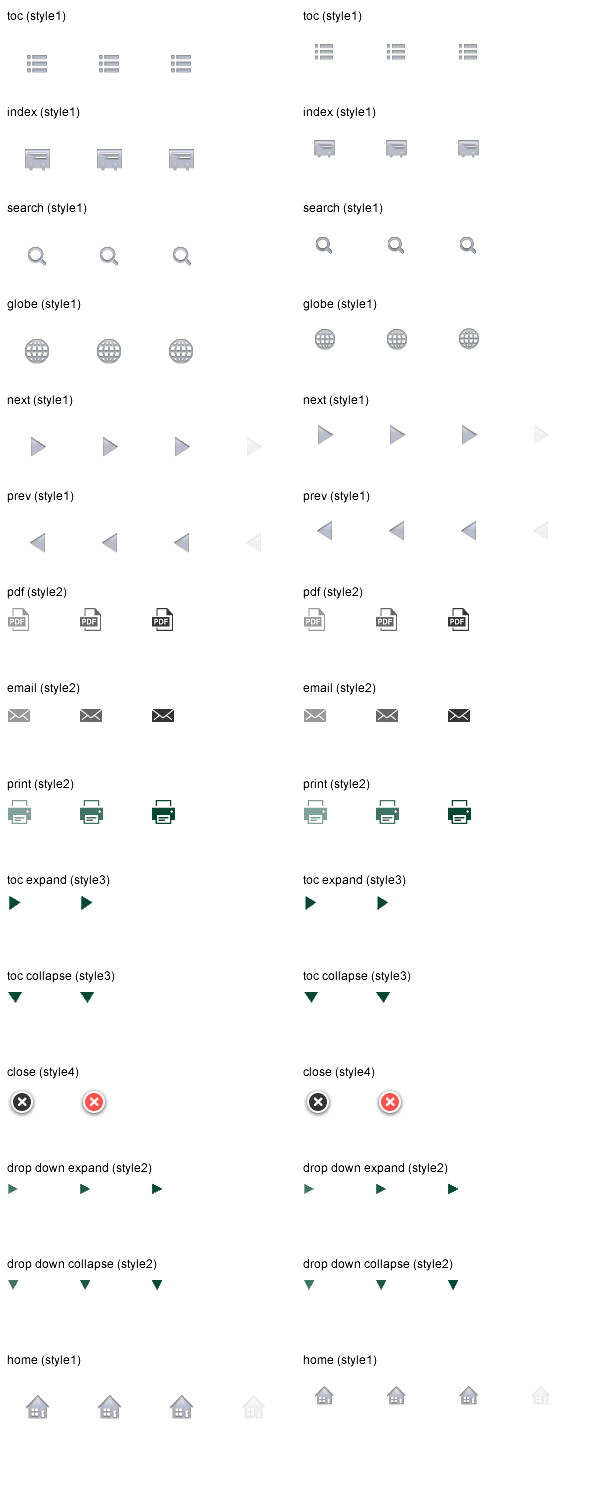 toc (style1) toc (style1)
index (style1) index (style1)
search (style1) search (style1)
globe (style1) globe (style1)
next (style1) next (style1)
prev (style1) prev (style1)
pdf (style2) pdf (style2)
PDF PDF PDF PDF PDF PDF
email (style2) email (style2)
print (style2) print (style2)
toc expand (style3) toc expand (style3)
toc collapse (style3) toc collapse (style3)
close (style4) close (style4)
drop down expand (style2) drop down expand (style2)
drop down collapse (style2) drop down collapse (style2)
home (style1) home (style1)